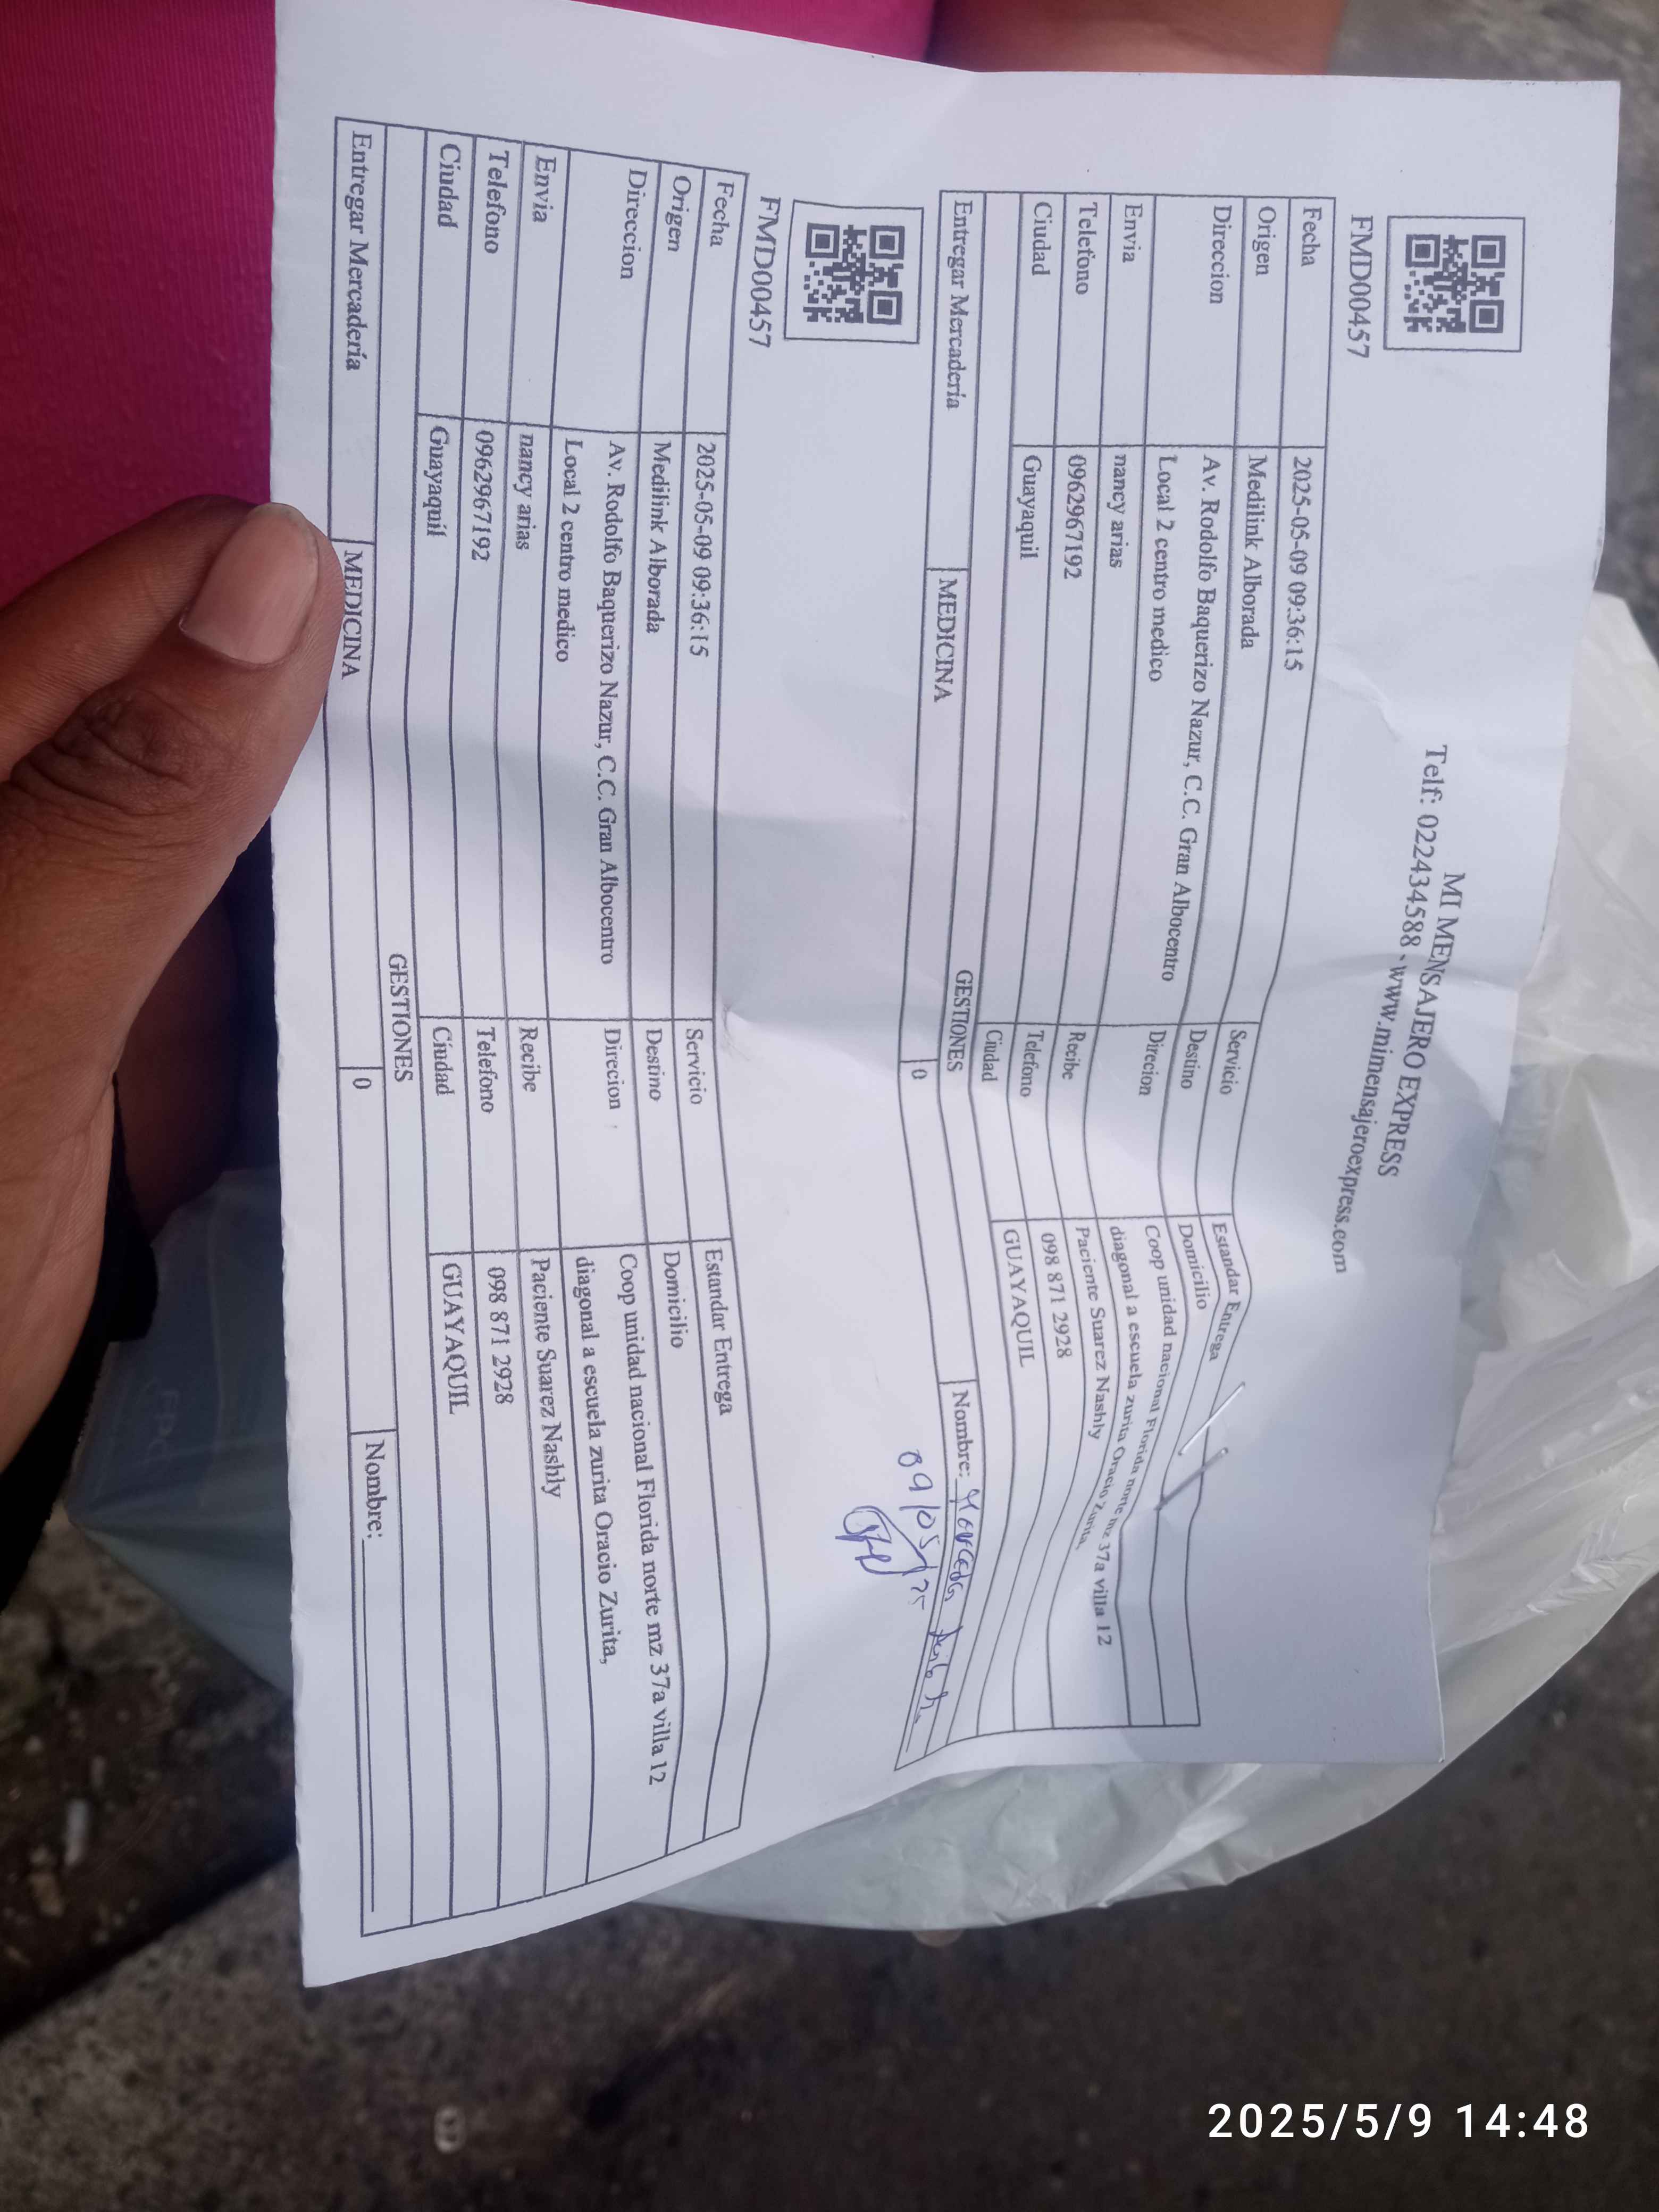 MI MENSAJERO EXPRESS
Telf: 022434588 - www.mimensajeroexpress.com
FMD00457
Fecha 2025-05-09 09:36:15 Servicio Estandar Entrega
Origen Medilink Alborada Destino Domicilio
Direccion Av. Rodolfo Baquerizo Nazur, C.C. Gran Albocentro Local 2 centro medico Direcion Coop unidad nacional Florida norte mz 37a villa 12 diagonal a escuela zurita Oracio Zurita,
Envia nancy arias Recibe Paciente Suarez Nashly
Telefono 0962967192 Telefono 098 871 2928
Ciudad Guayaquil Ciudad GUAYAQUIL
GESTIONES
Entregar Mercadería MEDICINA 0 Nombre:
09/05/25
FMD00457
Fecha 2025-05-09 09:36:15 Servicio Estandar Entrega
Origen Medilink Alborada Destino Domicilio
Direccion Av. Rodolfo Baquerizo Nazur, C.C. Gran Albocentro Local 2 centro medico Direcion Coop unidad nacional Florida norte mz 37a villa 12 diagonal a escuela zurita Oracio Zurita,
Envia nancy arias Recibe Paciente Suarez Nashly
Telefono 0962967192 Telefono 098 871 2928
Ciudad Guayaquil Ciudad GUAYAQUIL
GESTIONES
Entregar Mercadería MEDICINA 0 Nombre:
2025/5/9 14:48